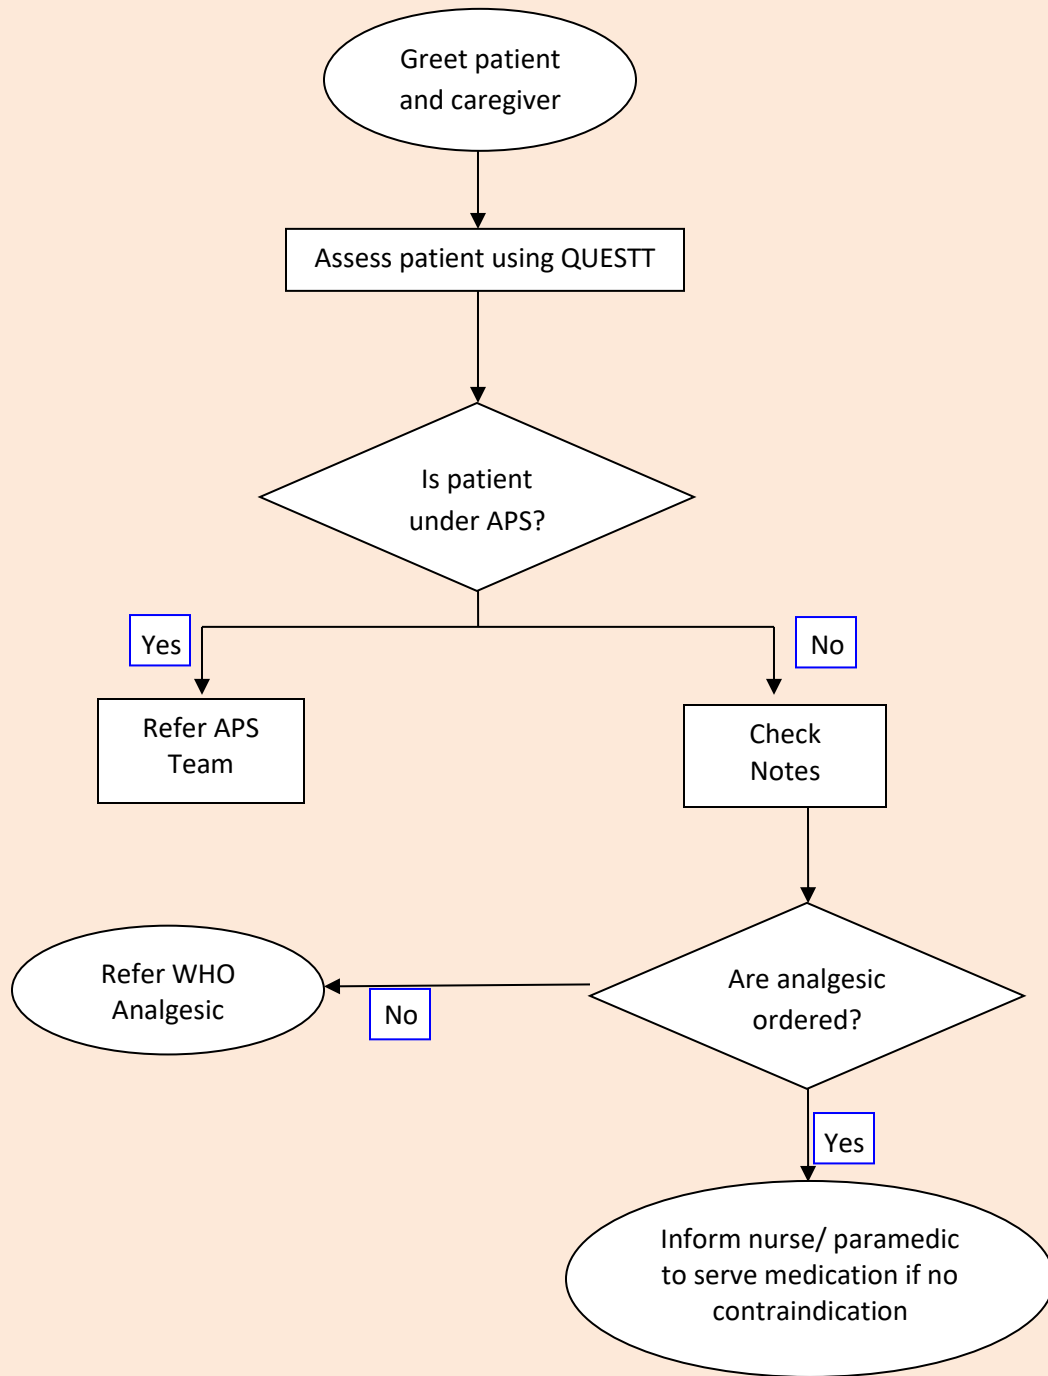 Greet patient
and caregiver
Assess patient using QUESTT
Is patient
under APS?
Yes
No
Refer APS
Team
Check
Notes
Refer WHO
Analgesic
No
Are analgesic
ordered?
Yes
Inform nurse/ paramedic
to serve medication if no
contraindication